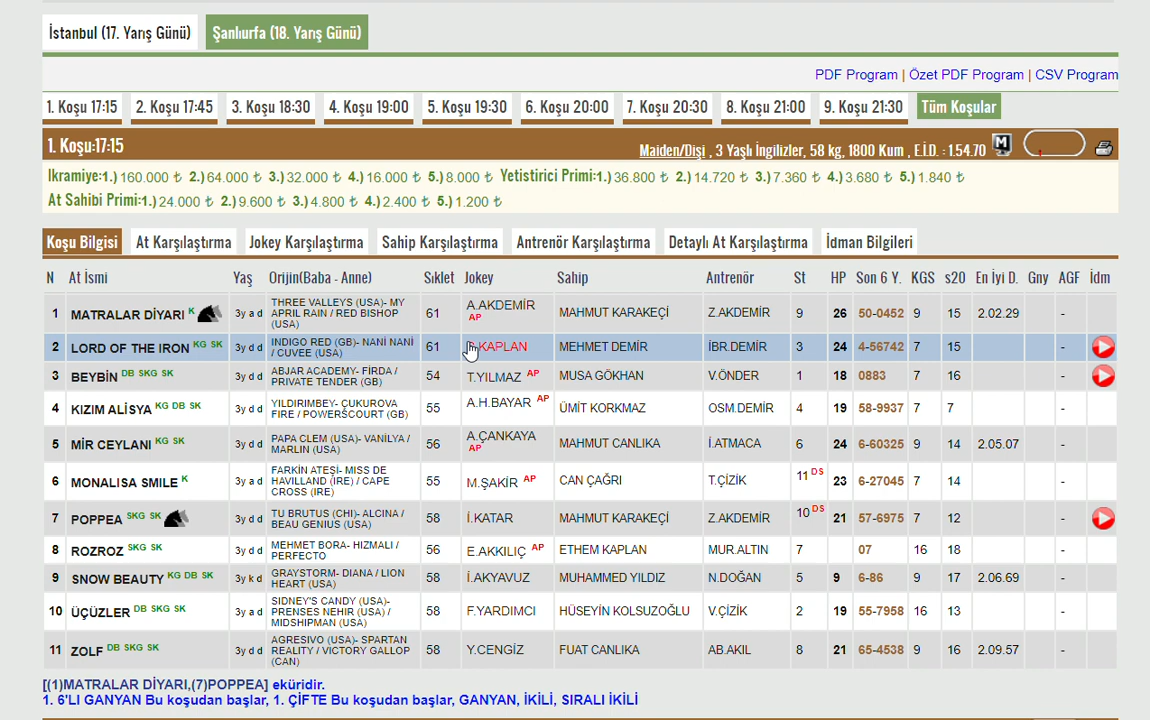 İstanbul (17. Yarış Günü) Şanlıurfa (18. Yarış Günü)
PDF Program | Özet PDF Program | CSV Program
1. Koşu 17:15 2. Koşu 17:45 3. Koşu 18:30 4. Koşu 19:00 5. Koşu 19:30 6. Koşu 20:00 7. Koşu 20:30 8. Koşu 21:00 9. Koşu 21:30 Tüm Koşular
1. Koşu:17:15 Maiden/Dişi , 3 Yaşlı İngilizler, 58 kg, 1800 Kum , E.İ.D. : 1.54.70 M
Ikramiye:1.) 160.000 ₺ 2.) 64.000 ₺ 3.) 32.000 ₺ 4.) 16.000 ₺ 5.) 8.000 ₺ Yetistirici Primi:1.) 36.800 ₺ 2.) 14.720 ₺ 3.) 7.360 ₺ 4.) 3.680 ₺ 5.) 1.840 ₺
At Sahibi Primi:1.) 24.000 ₺ 2.) 9.600 ₺ 3.) 4.800 ₺ 4.) 2.400 ₺ 5.) 1.200 ₺
Koşu Bilgisi At Karşılaştırma Jokey Karşılaştırma Sahip Karşılaştırma Antrenör Karşılaştırma Detaylı At Karşılaştırma İdman Bilgileri
N At İsmi Yaş Orijin(Baba - Anne) Sıklet Jokey Sahip Antrenör St HP Son 6 Y. KGS s20 En İyi D. Gny AGF İdm
1 MATRALAR DİYARI K 3y a d THREE VALLEYS (USA)- MY APRIL RAIN / RED BISHOP (USA) 61 A.AKDEMİR AP MAHMUT KARAKEÇİ Z.AKDEMİR 9 26 50-0452 9 15 2.02.29 -
2 LORD OF THE IRON KG SK 3y d d INDIGO RED (GB)- NANİ NANİ / CUVEE (USA) 61 KAPLAN MEHMET DEMİR İBR.DEMİR 3 24 4-56742 7 15 -
3 BEYBİN DB SKG SK 3y d d ABJAR ACADEMY- FİRDA / PRIVATE TENDER (GB) 54 T.YILMAZ AP MUSA GÖKHAN V.ÖNDER 1 18 0883 7 16 -
4 KIZIM ALİSYA KG DB SK 3y d d YILDIRIMBEY- ÇUKUROVA FIRE / POWERSCOURT (GB) 55 A.H.BAYAR AP ÜMİT KORKMAZ OSM.DEMİR 4 19 58-9937 7 7 -
5 MİR CEYLANI KG SK 3y d d PAPA CLEM (USA)- VANİLYA / MARLIN (USA) 56 A.ÇANKAYA AP MAHMUT CANLIKA İ.ATMACA 6 24 6-60325 9 14 2.05.07 -
6 MONALISA SMILE K 3y a d FARKIN ATEŞİ- MISS DE HAVILLAND (IRE) / CAPE CROSS (IRE) 55 M.ŞAKİR AP CAN ÇAĞRI T.ÇİZİK 11 DS 23 6-27045 7 14 -
7 POPPEA SKG SK 3y d d TU BRUTUS (CHI)- ALCINA / BEAU GENIUS (USA) 58 İ.KATAR MAHMUT KARAKEÇİ Z.AKDEMİR 10 DS 21 57-6975 7 12 -
8 ROZROZ SKG SK 3y d d MEHMET BORA- HIZMALI / PERFECTO 56 E.AKKILIÇ AP ETHEM KAPLAN MUR.ALTIN 7 07 16 18 -
9 SNOW BEAUTY KG DB SK 3y k d GRAYSTORM- DIANA / LION HEART (USA) 58 İ.AKYAVUZ MUHAMMED YILDIZ N.DOĞAN 5 9 6-86 9 17 2.06.69 -
10 ÜÇÜZLER DB SKG SK 3y a d SIDNEY'S CANDY (USA)- PRENSES NEHIR (USA) / MIDSHIPMAN (USA) 58 F.YARDIMCI HÜSEYİN KOLSUZOĞLU V.ÇİZİK 2 19 55-7958 16 13 -
11 ZOLF DB SKG SK 3y d d AGRESIVO (USA)- SPARTAN REALITY / VICTORY GALLOP (CAN) 58 Y.CENGİZ FUAT CANLIKA AB.AKIL 8 21 65-4538 9 16 2.09.57 -
[(1)MATRALAR DİYARI,(7)POPPEA] eküridir.
1. 6'LI GANYAN Bu koşudan başlar, 1. ÇİFTE Bu koşudan başlar, GANYAN, İKİLİ, SIRALI İKİLİ